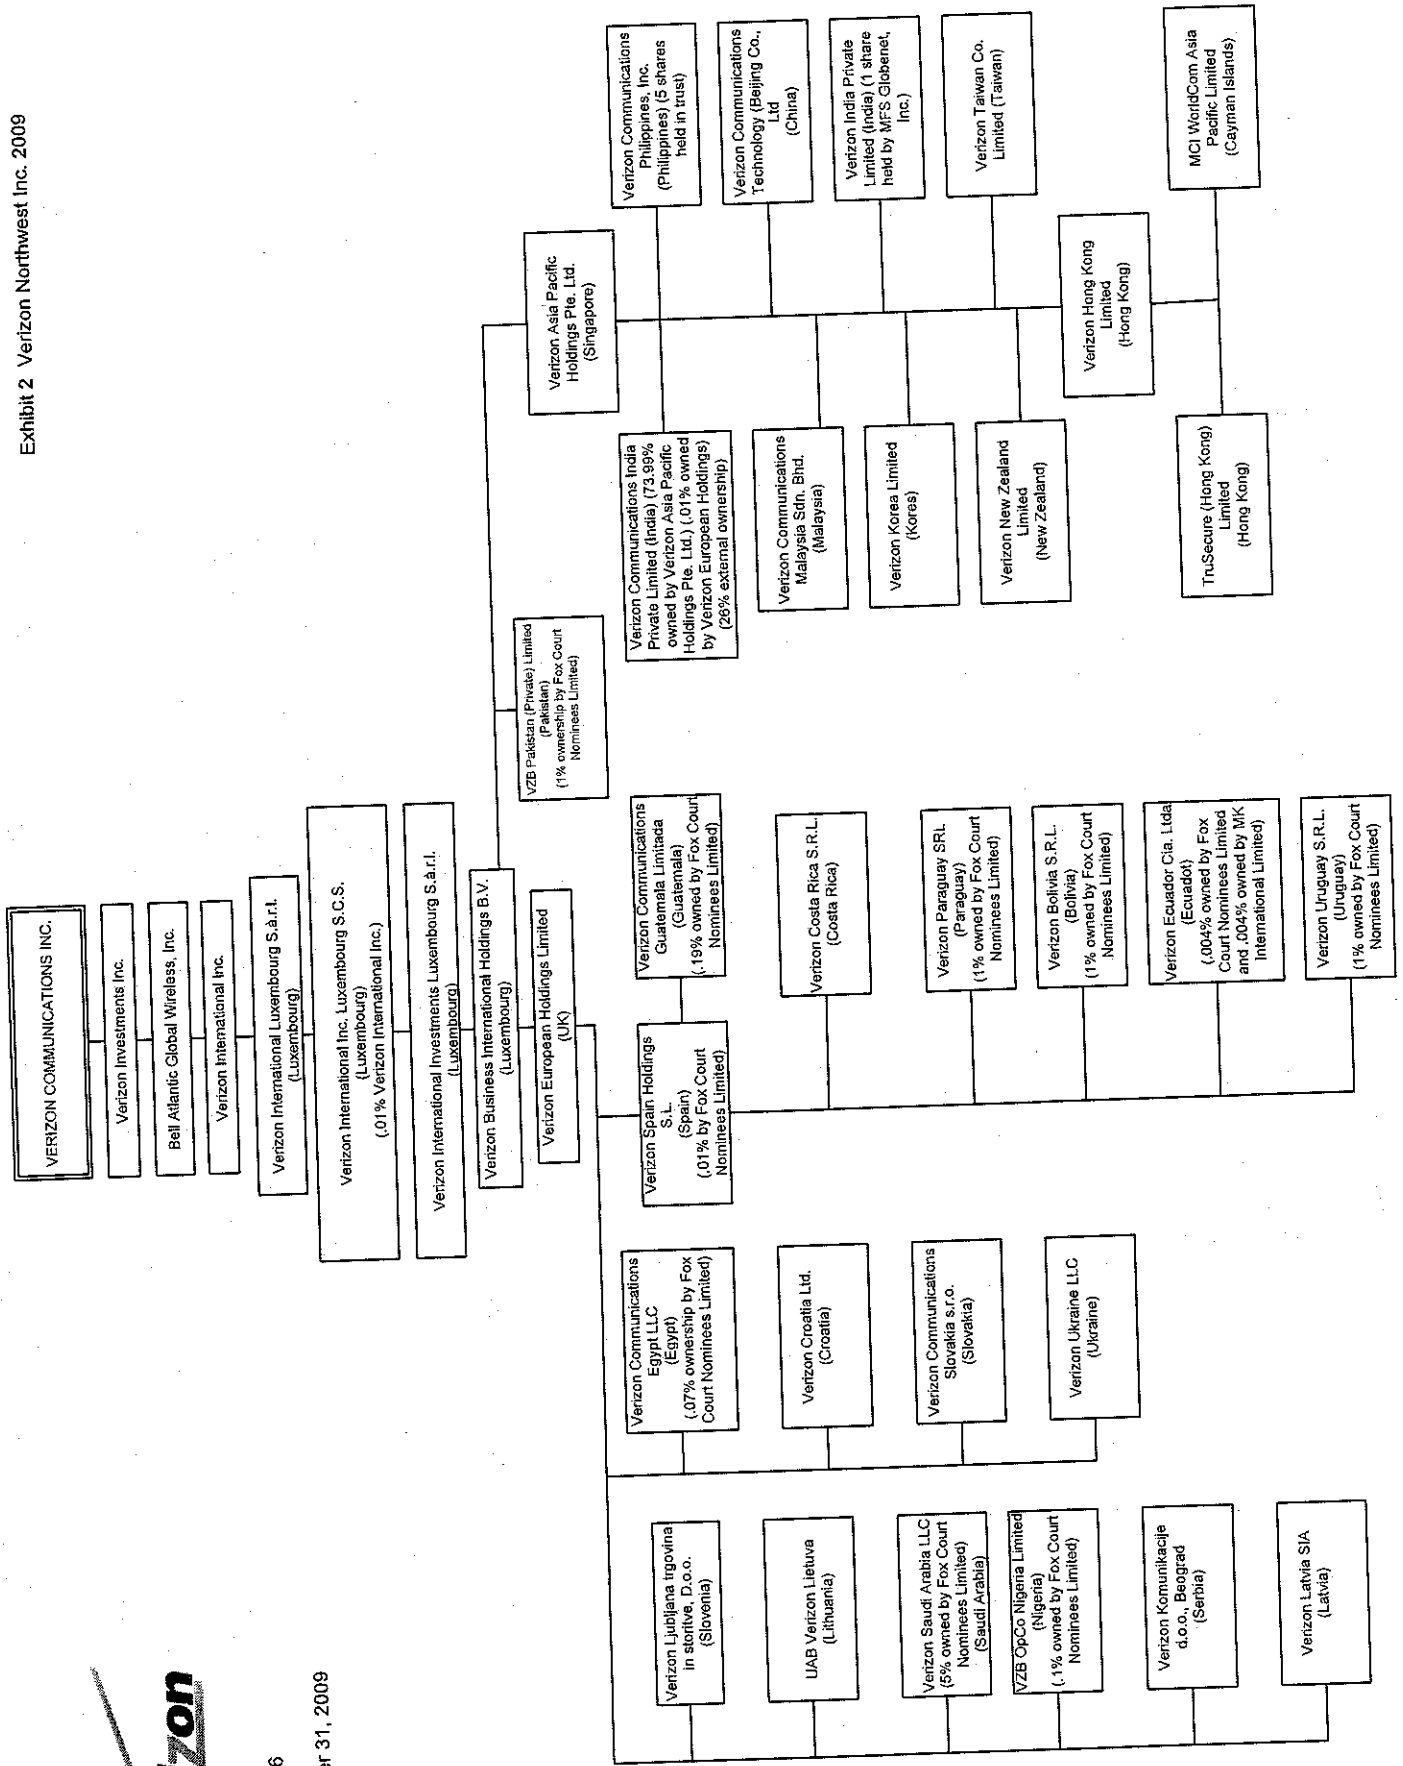 Exhibit 2 Verizon Northwest Inc. 2009
zon
6
er 31, 2009
VERIZON COMMUNICATIONS INC.
Verizon Investments Inc.
Bell Atlantic Global Wireless, Inc.
Verizon International Inc.
Verizon International Luxembourg S.à.r.l.
(Luxembourg)
Verizon International Inc. Luxembourg S.C.S.
(Luxembourg)
(.01% Verizon International Inc.)
Verizon International Investments Luxembourg S.à.r.l.
(Luxembourg)
Verizon Business International Holdings B.V.
(Luxembourg)
Verizon European Holdings Limited
(UK)
Verizon Ljubljana trgovina
in storitve, D.o.o.
(Slovenia)
UAB Verizon Lietuva
(Lithuania)
Verizon Saudi Arabia LLC
(5% owned by Fox Court
Nominees Limited)
(Saudi Arabia)
VZB OpCo Nigeria Limited
(Nigeria)
(.1% owned by Fox Court
Nominees Limited)
Verizon Komunikacije
d.o.o., Beograd
(Serbia)
Verizon Latvia SIA
(Latvia)
Verizon Communications
Egypt LLC
(Egypt)
(.07% ownership by Fox
Court Nominees Limited)
Verizon Croatia Ltd.
(Croatia)
Verizon Communications
Slovakia s.r.o.
(Slovakia)
Verizon Ukraine LLC
(Ukraine)
Verizon Spain Holdings
S.L.
(Spain)
(.01% by Fox Court
Nominees Limited)
Verizon Communications
Guatemala Limitada
(Guatemala)
(.19% owned by Fox Court
Nominees Limited)
Verizon Costa Rica S.R.L.
(Costa Rica)
Verizon Paraguay SRL
(Paraguay)
(1% owned by Fox Court
Nominees Limited)
Verizon Bolivia S.R.L.
(Bolivia)
(1% owned by Fox Court
Nominees Limited)
Verizon Ecuador Cia. Ltda
(Ecuadot)
(.004% owned by Fox
Court Nominees Limited
and .004% owned by MK
International Limited)
Verizon Uruguay S.R.L.
(Uruguay)
(1% owned by Fox Court
Nominees Limited)
VZB Pakistan (Private) Limited
(Pakistan)
(1% ownership by Fox Court
Nominees Limited)
Verizon Asia Pacific
Holdings Pte. Ltd.
(Singapore)
Verizon Communications India
Private Limited (India) (73.99%
owned by Verizon Asia Pacific
Holdings Pte. Ltd.) (.01% owned
by Verizon European Holdings)
(26% external ownership)
Verizon Communications
Malaysia Sdn. Bhd.
(Malaysia)
Verizon Korea Limited
(Kores)
Verizon New Zealand
Limited
(New Zealand)
Verizon Communications
Philippines, Inc.
(Philippines) (5 shares
held in trust)
Verizon Communications
Technology (Beijing Co.,
Ltd
(China)
Verizon India Private
Limited (India) (1 share
held by MFS Globenet,
Inc.)
Verizon Taiwan Co.
Limited (Taiwan)
Verizon Hong Kong
Limited
(Hong Kong)
TruSecure (Hong Kong)
Limited
(Hong Kong)
MCI WorldCom Asia
Pacific Limited
(Cayman Islands)